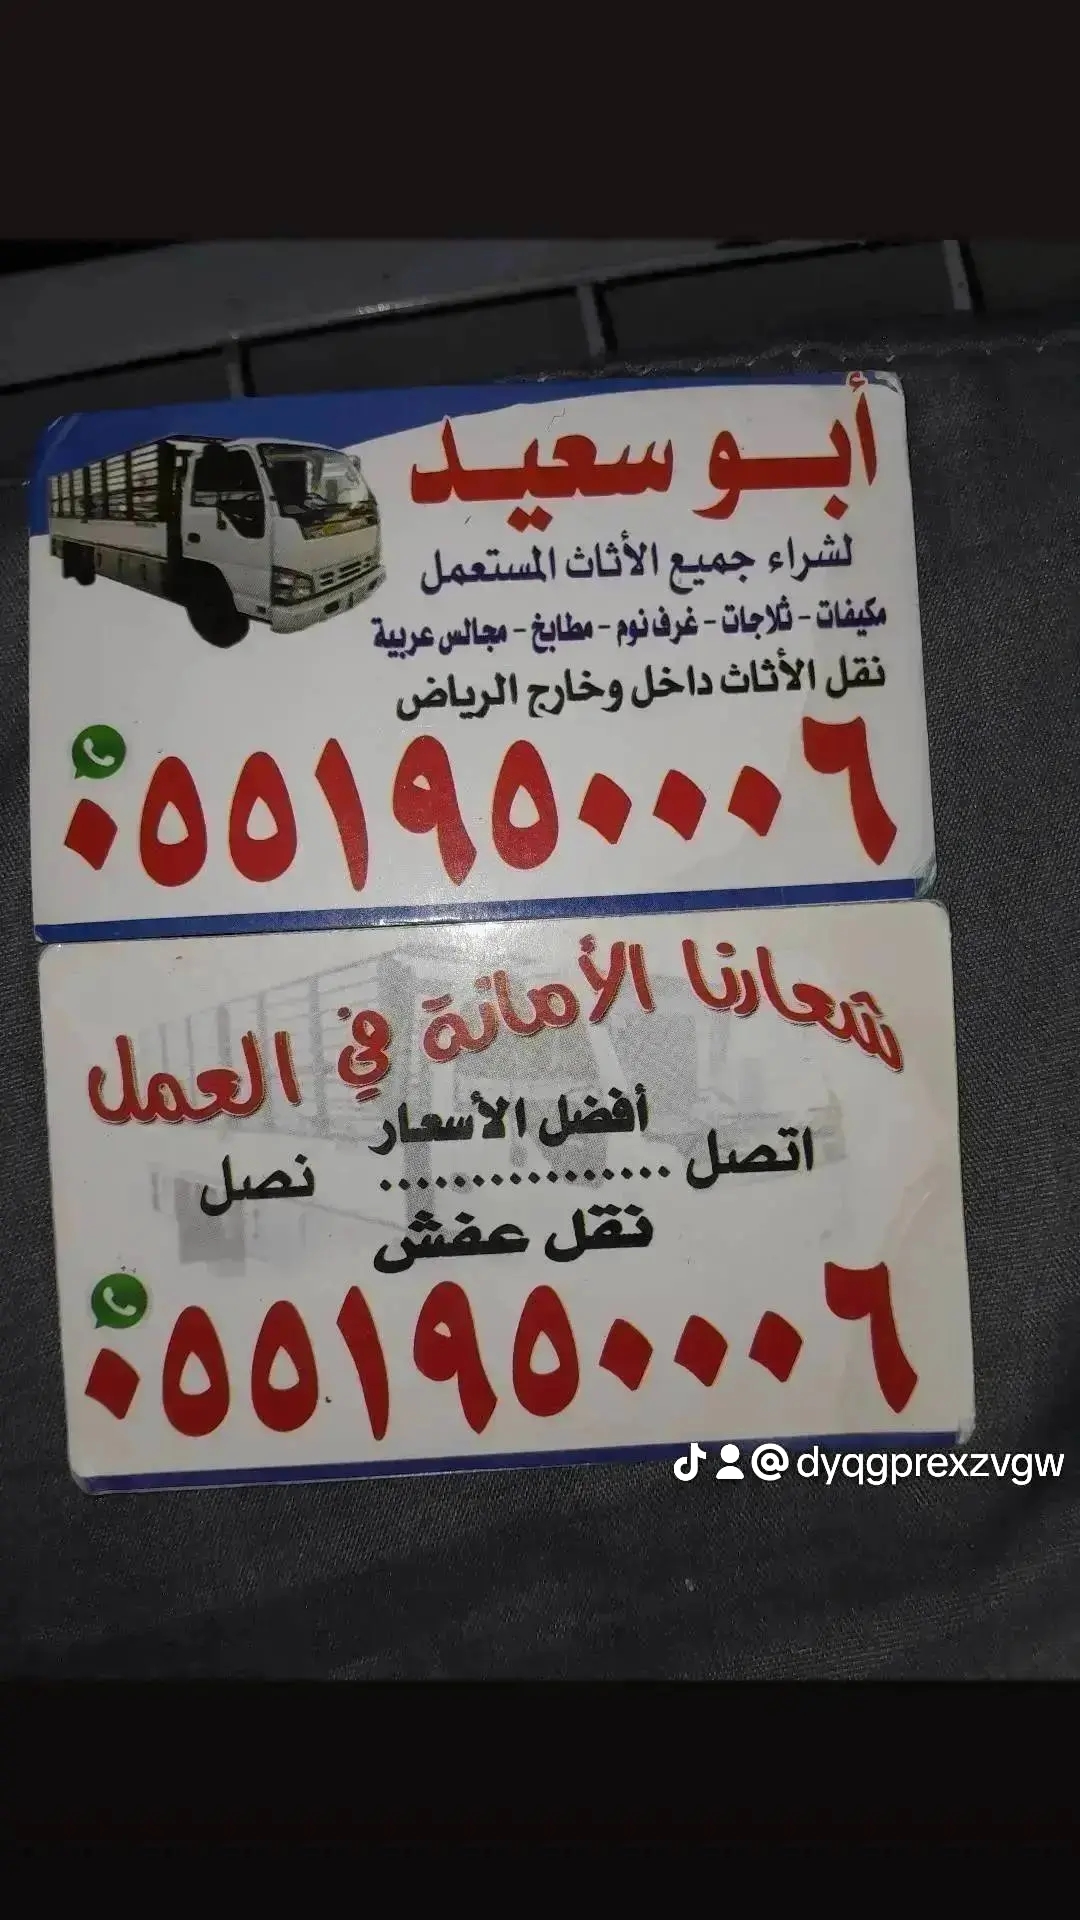 أبو سعيد
لشراء جميع الأثاث المستعمل
مكيفات - ثلاجات - غرف نوم - مطابخ - مجالس عربية
نقل الأثاث داخل وخارج الرياض
٠٥٥١٩٥٠٠٠٦
شعارنا الأمانة في العمل
أفضل الأسعار
اتصل ................ نصل
نقل عفش
٠٥٥١٩٥٠٠٠٦
@dyqgprexzvgw